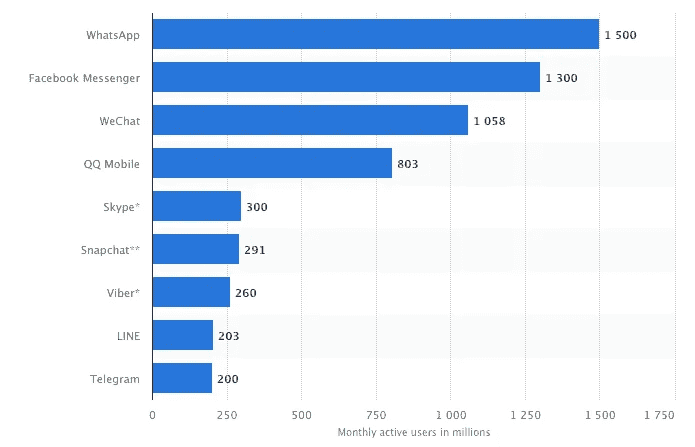 WhatsApp 1 500
Facebook Messenger 1 300
WeChat 1 058
QQ Mobile 803
Skype* 300
Snapchat** 291
Viber* 260
LINE 203
Telegram 200
0 250 500 750 1 000 1 250 1 500 1 750
Monthly active users in millions